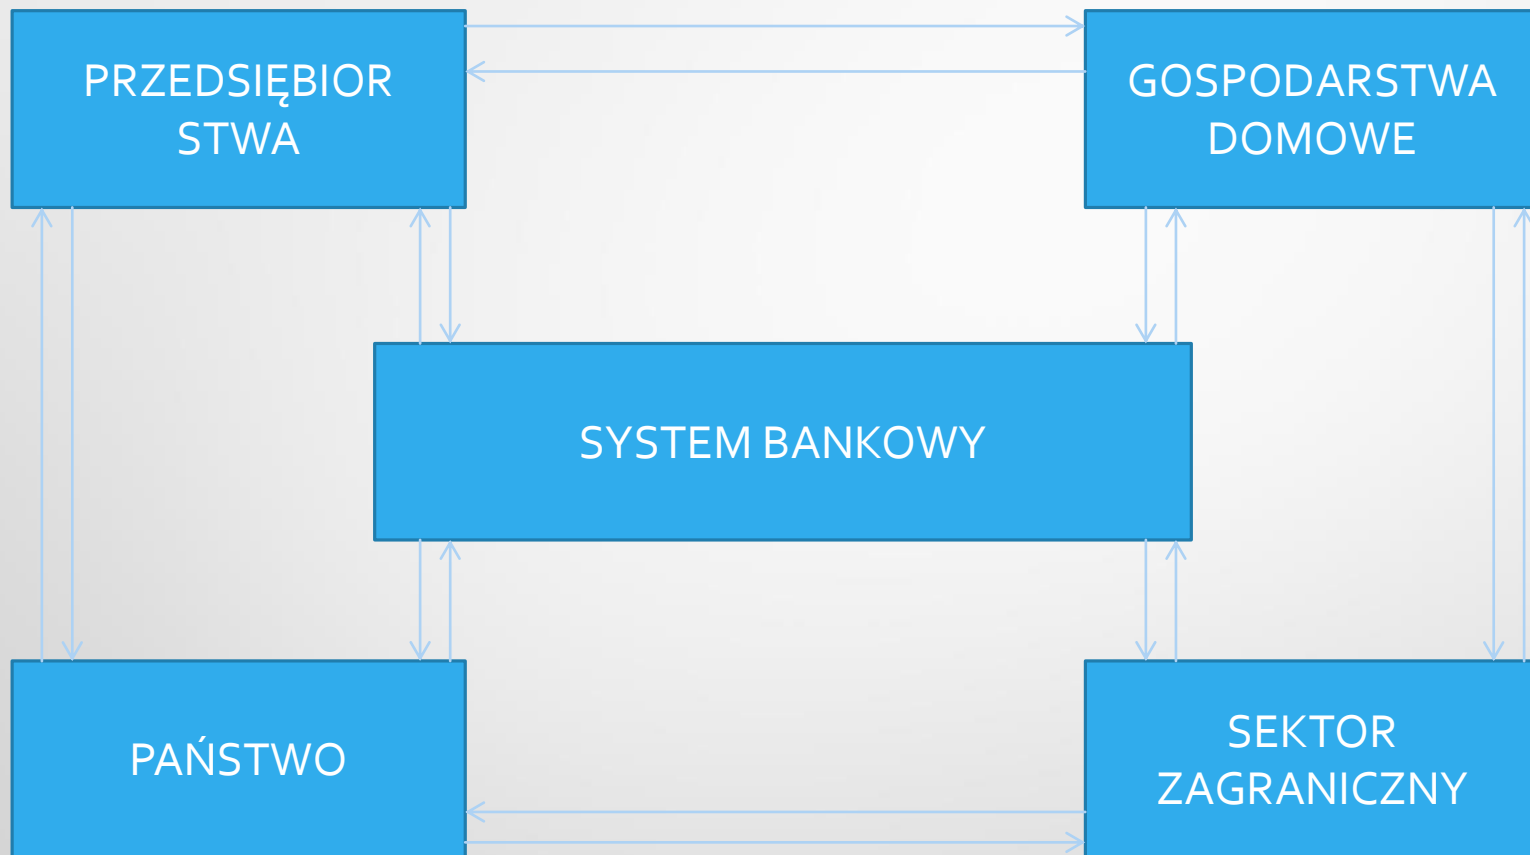 PRZEDSIĘBIOR
STWA
GOSPODARSTWA
DOMOWE
SYSTEM BANKOWY
PAŃSTWO
SEKTOR
ZAGRANICZNY